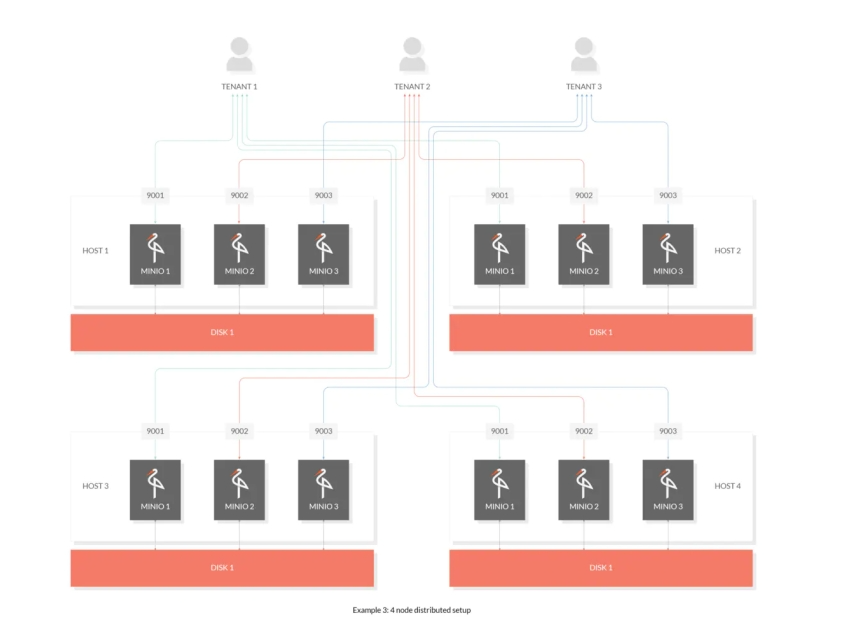 TENANT 1 TENANT 2 TENANT 3
9001 9002 9003 9001 9002 9003
HOST 1 HOST 2
MINIO 1 MINIO 2 MINIO 3 MINIO 1 MINIO 2 MINIO 3
DISK 1 DISK 1
9001 9002 9003 9001 9002 9003
HOST 3 HOST 4
MINIO 1 MINIO 2 MINIO 3 MINIO 1 MINIO 2 MINIO 3
DISK 1 DISK 1
Example 3: 4 node distributed setup